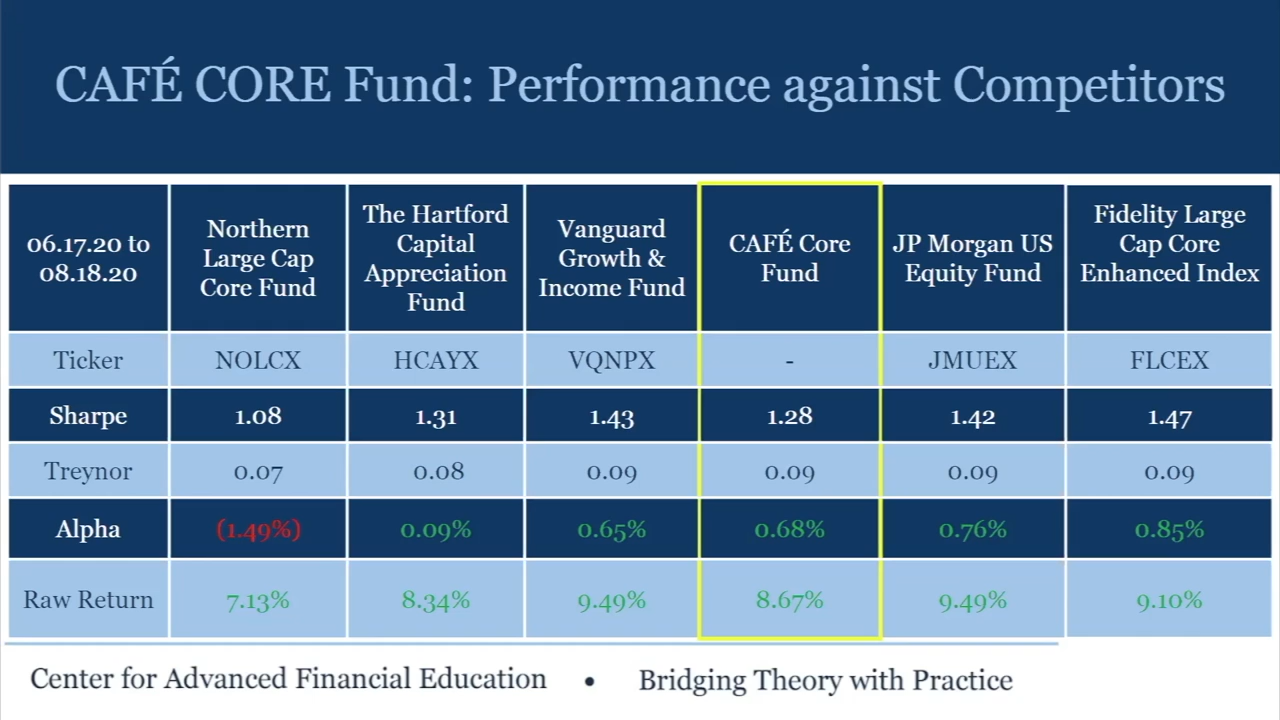 CAFÉ CORE Fund: Performance against Competitors
06.17.20 to
08.18.20
Northern
Large Cap
Core Fund
The Hartford
Capital
Appreciation
Fund
Vanguard
Growth &
Income Fund
CAFÉ Core
Fund
JP Morgan US
Equity Fund
Fidelity Large
Cap Core
Enhanced Index
Ticker NOLCX HCAYX VQNPX - JMUEX FLCEX
Sharpe 1.08 1.31 1.43 1.28 1.42 1.47
Treynor 0.07 0.08 0.09 0.09 0.09 0.09
Alpha (1.49%) 0.09% 0.65% 0.68% 0.76% 0.85%
Raw Return 7.13% 8.34% 9.49% 8.67% 9.49% 9.10%
Center for Advanced Financial Education • Bridging Theory with Practice